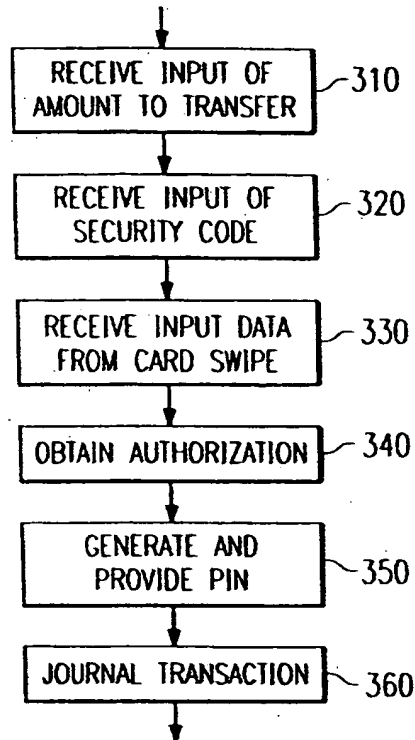 RECEIVE INPUT OF
AMOUNT TO TRANSFER
310
RECEIVE INPUT OF
SECURITY CODE
320
RECEIVE INPUT DATA
FROM CARD SWIPE
330
OBTAIN AUTHORIZATION
340
GENERATE AND
PROVIDE PIN
350
JOURNAL TRANSACTION
360